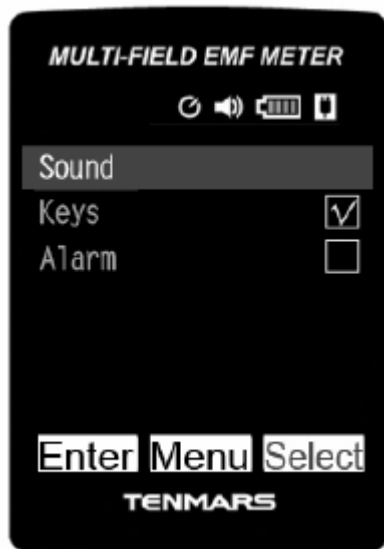 MULTI-FIELD EMF METER
Sound
Keys
Alarm
Enter Menu Select
TENMARS